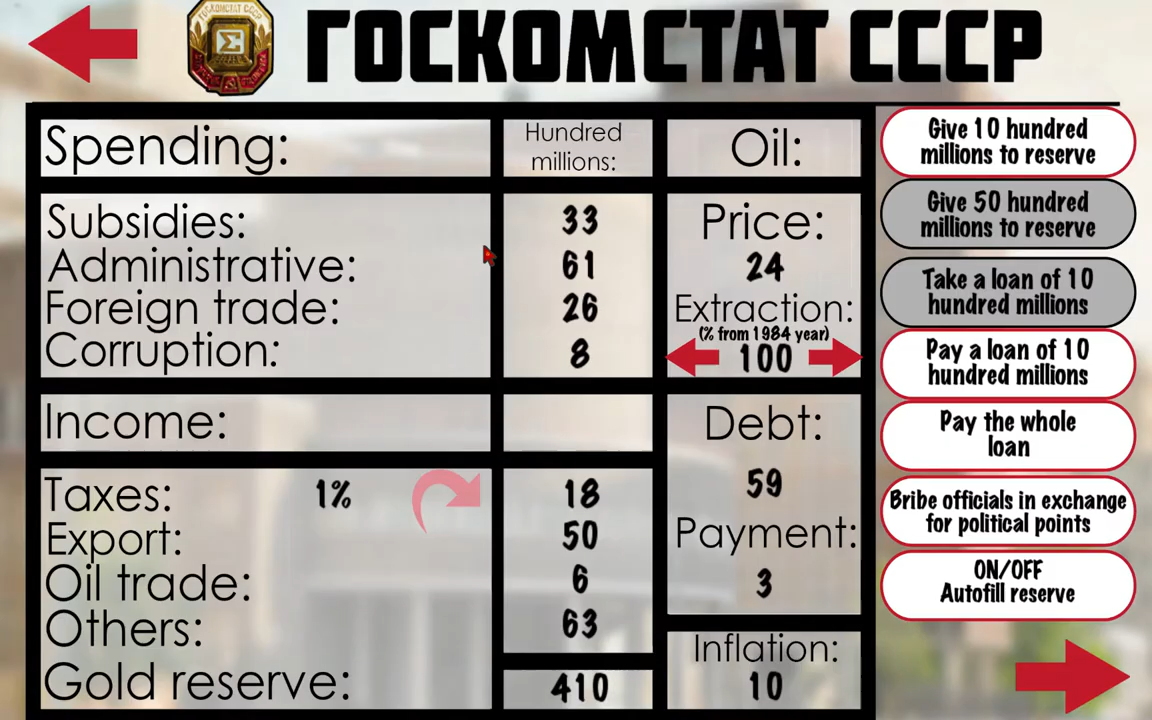 ГОСКОМСТАТ СССР
Spending:
Hundred
millions:
Oil:
Subsidies:
33
Administrative:
61
Foreign trade:
26
Corruption:
8
Price:
24
Extraction:
(% from 1984 year)
100
Income:
Debt:
59
Taxes:
1%
18
Export:
50
Oil trade:
6
Others:
63
Payment:
3
Gold reserve:
410
Inflation:
10
Give 10 hundred
millions to reserve
Give 50 hundred
millions to reserve
Take a loan of 10
hundred millions
Pay a loan of 10
hundred millions
Pay the whole
loan
Bribe officials in exchange
for political points
ON/OFF
Autofill reserve